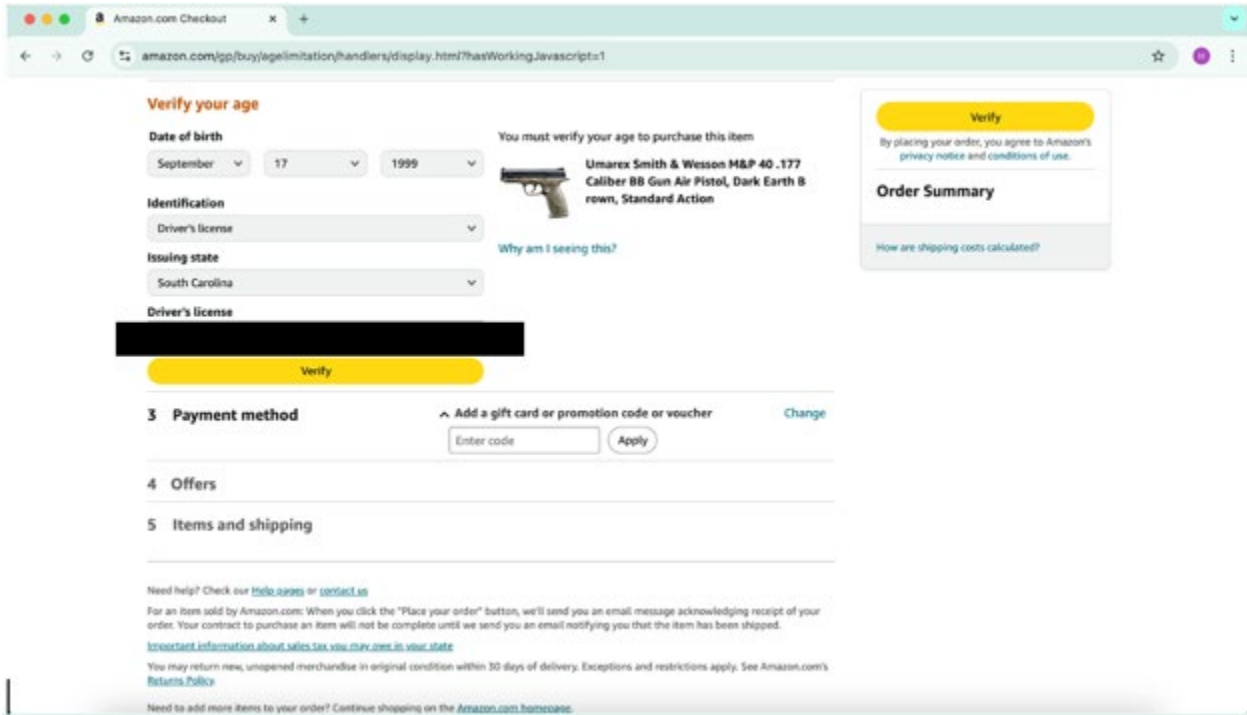 Amazon.com Checkout
amazon.com/gp/buy/agelimitation/handlers/display.html?hasWorkingJavascript=1
H
Verify your age
Date of birth
September 17 1999
Identification
Driver's license
Issuing state
South Carolina
Driver's license
Verify
You must verify your age to purchase this item
Umarex Smith & Wesson M&P 40 .177
Caliber BB Gun Air Pistol, Dark Earth B
rown, Standard Action
Why am I seeing this?
Verify
By placing your order, you agree to Amazon's
privacy notice and conditions of use.
Order Summary
How are shipping costs calculated?
3 Payment method
Add a gift card or promotion code or voucher
Change
Enter code
Apply
4 Offers
5 Items and shipping
Need help? Check our Help pages or contact us
For an item sold by Amazon.com: When you click the "Place your order" button, we'll send you an email message acknowledging receipt of your
order. Your contract to purchase an item will not be complete until we send you an email notifying you that the item has been shipped.
Important information about sales tax you may owe in your state
You may return new, unopened merchandise in original condition within 30 days of delivery. Exceptions and restrictions apply. See Amazon.com's
Returns Policy.
Need to add more items to your order? Continue shopping on the Amazon.com homepage.